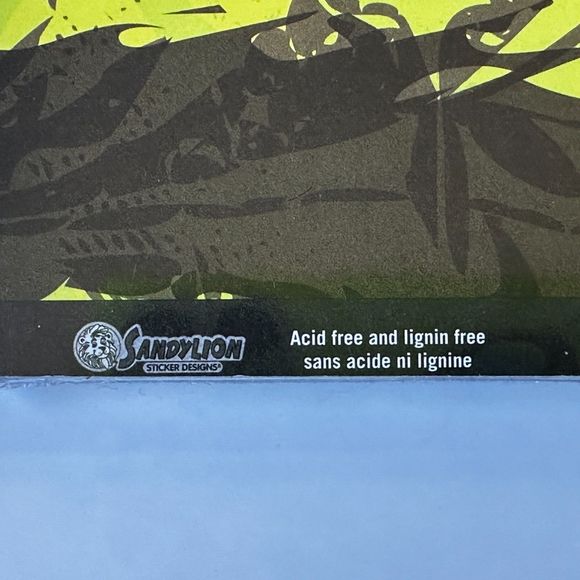 SANDYLION
STICKER DESIGNS®
Acid free and lignin free
sans acide ni lignine